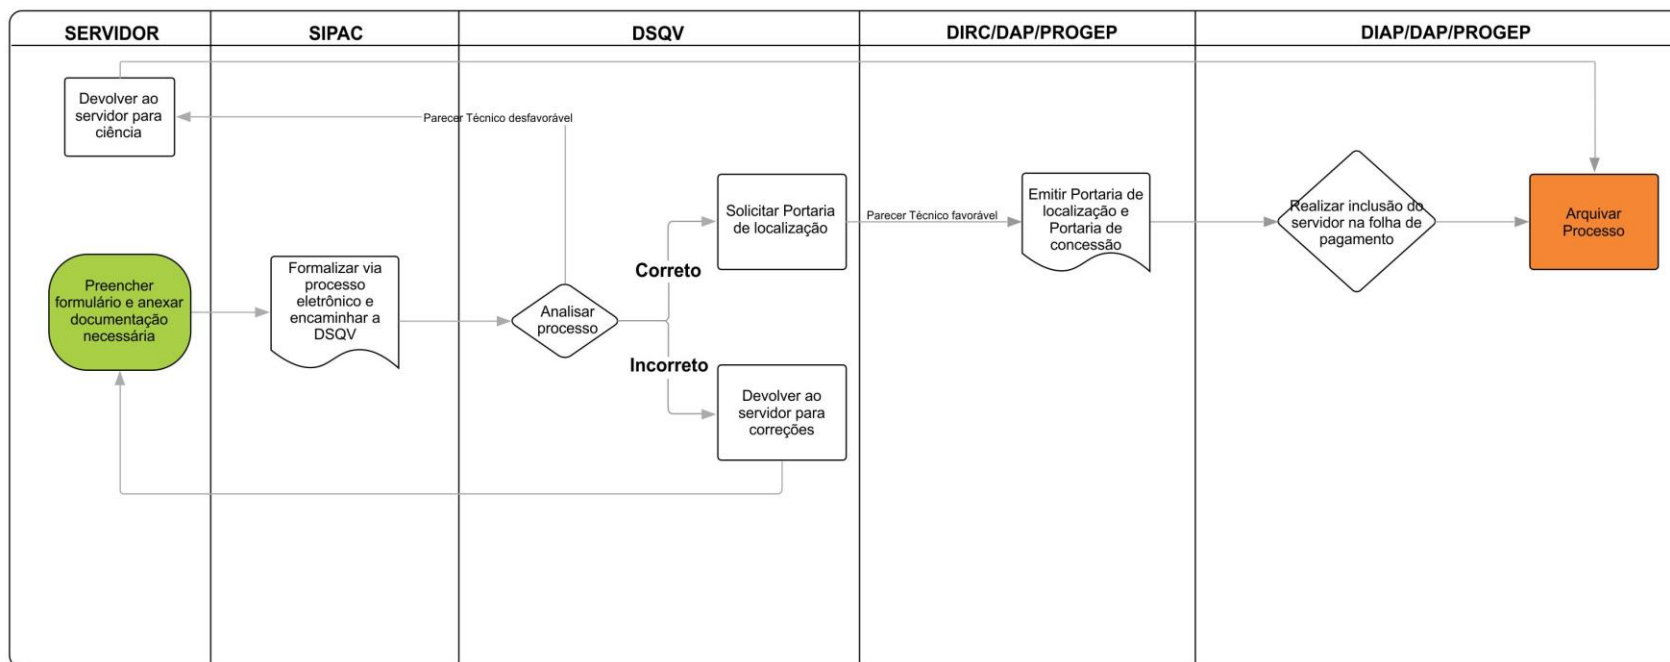 SERVIDOR
SIPAC
DSQV
DIRC/DAP/PROGEP
DIAP/DAP/PROGEP
Devolver ao
servidor para
ciência
Parecer Técnico desfavorável
Solicitar Portaria
de localização
Parecer Técnico favorável
Emitir Portaria de
localização e
Portaria de
concessão
Realizar inclusão do
servidor na folha de
pagamento
Arquivar
Processo
Preencher
formulário e anexar
documentação
necessária
Formalizar via
processo
eletrônico e
encaminhar a
DSQV
Analisar
processo
Correto
Incorreto
Devolver ao
servidor para
correções